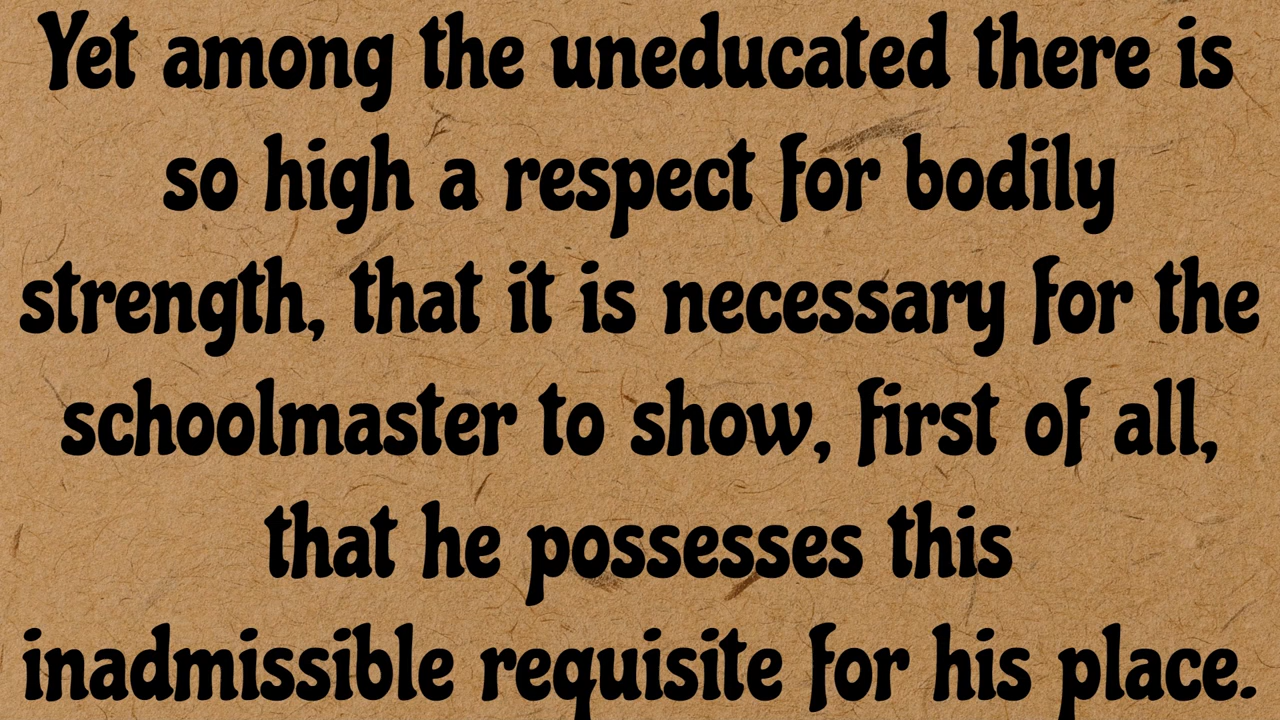 Yet among the uneducated there is
so high a respect for bodily
strength, that it is necessary for the
schoolmaster to show, first of all,
that he possesses this
inadmissible requisite for his place.